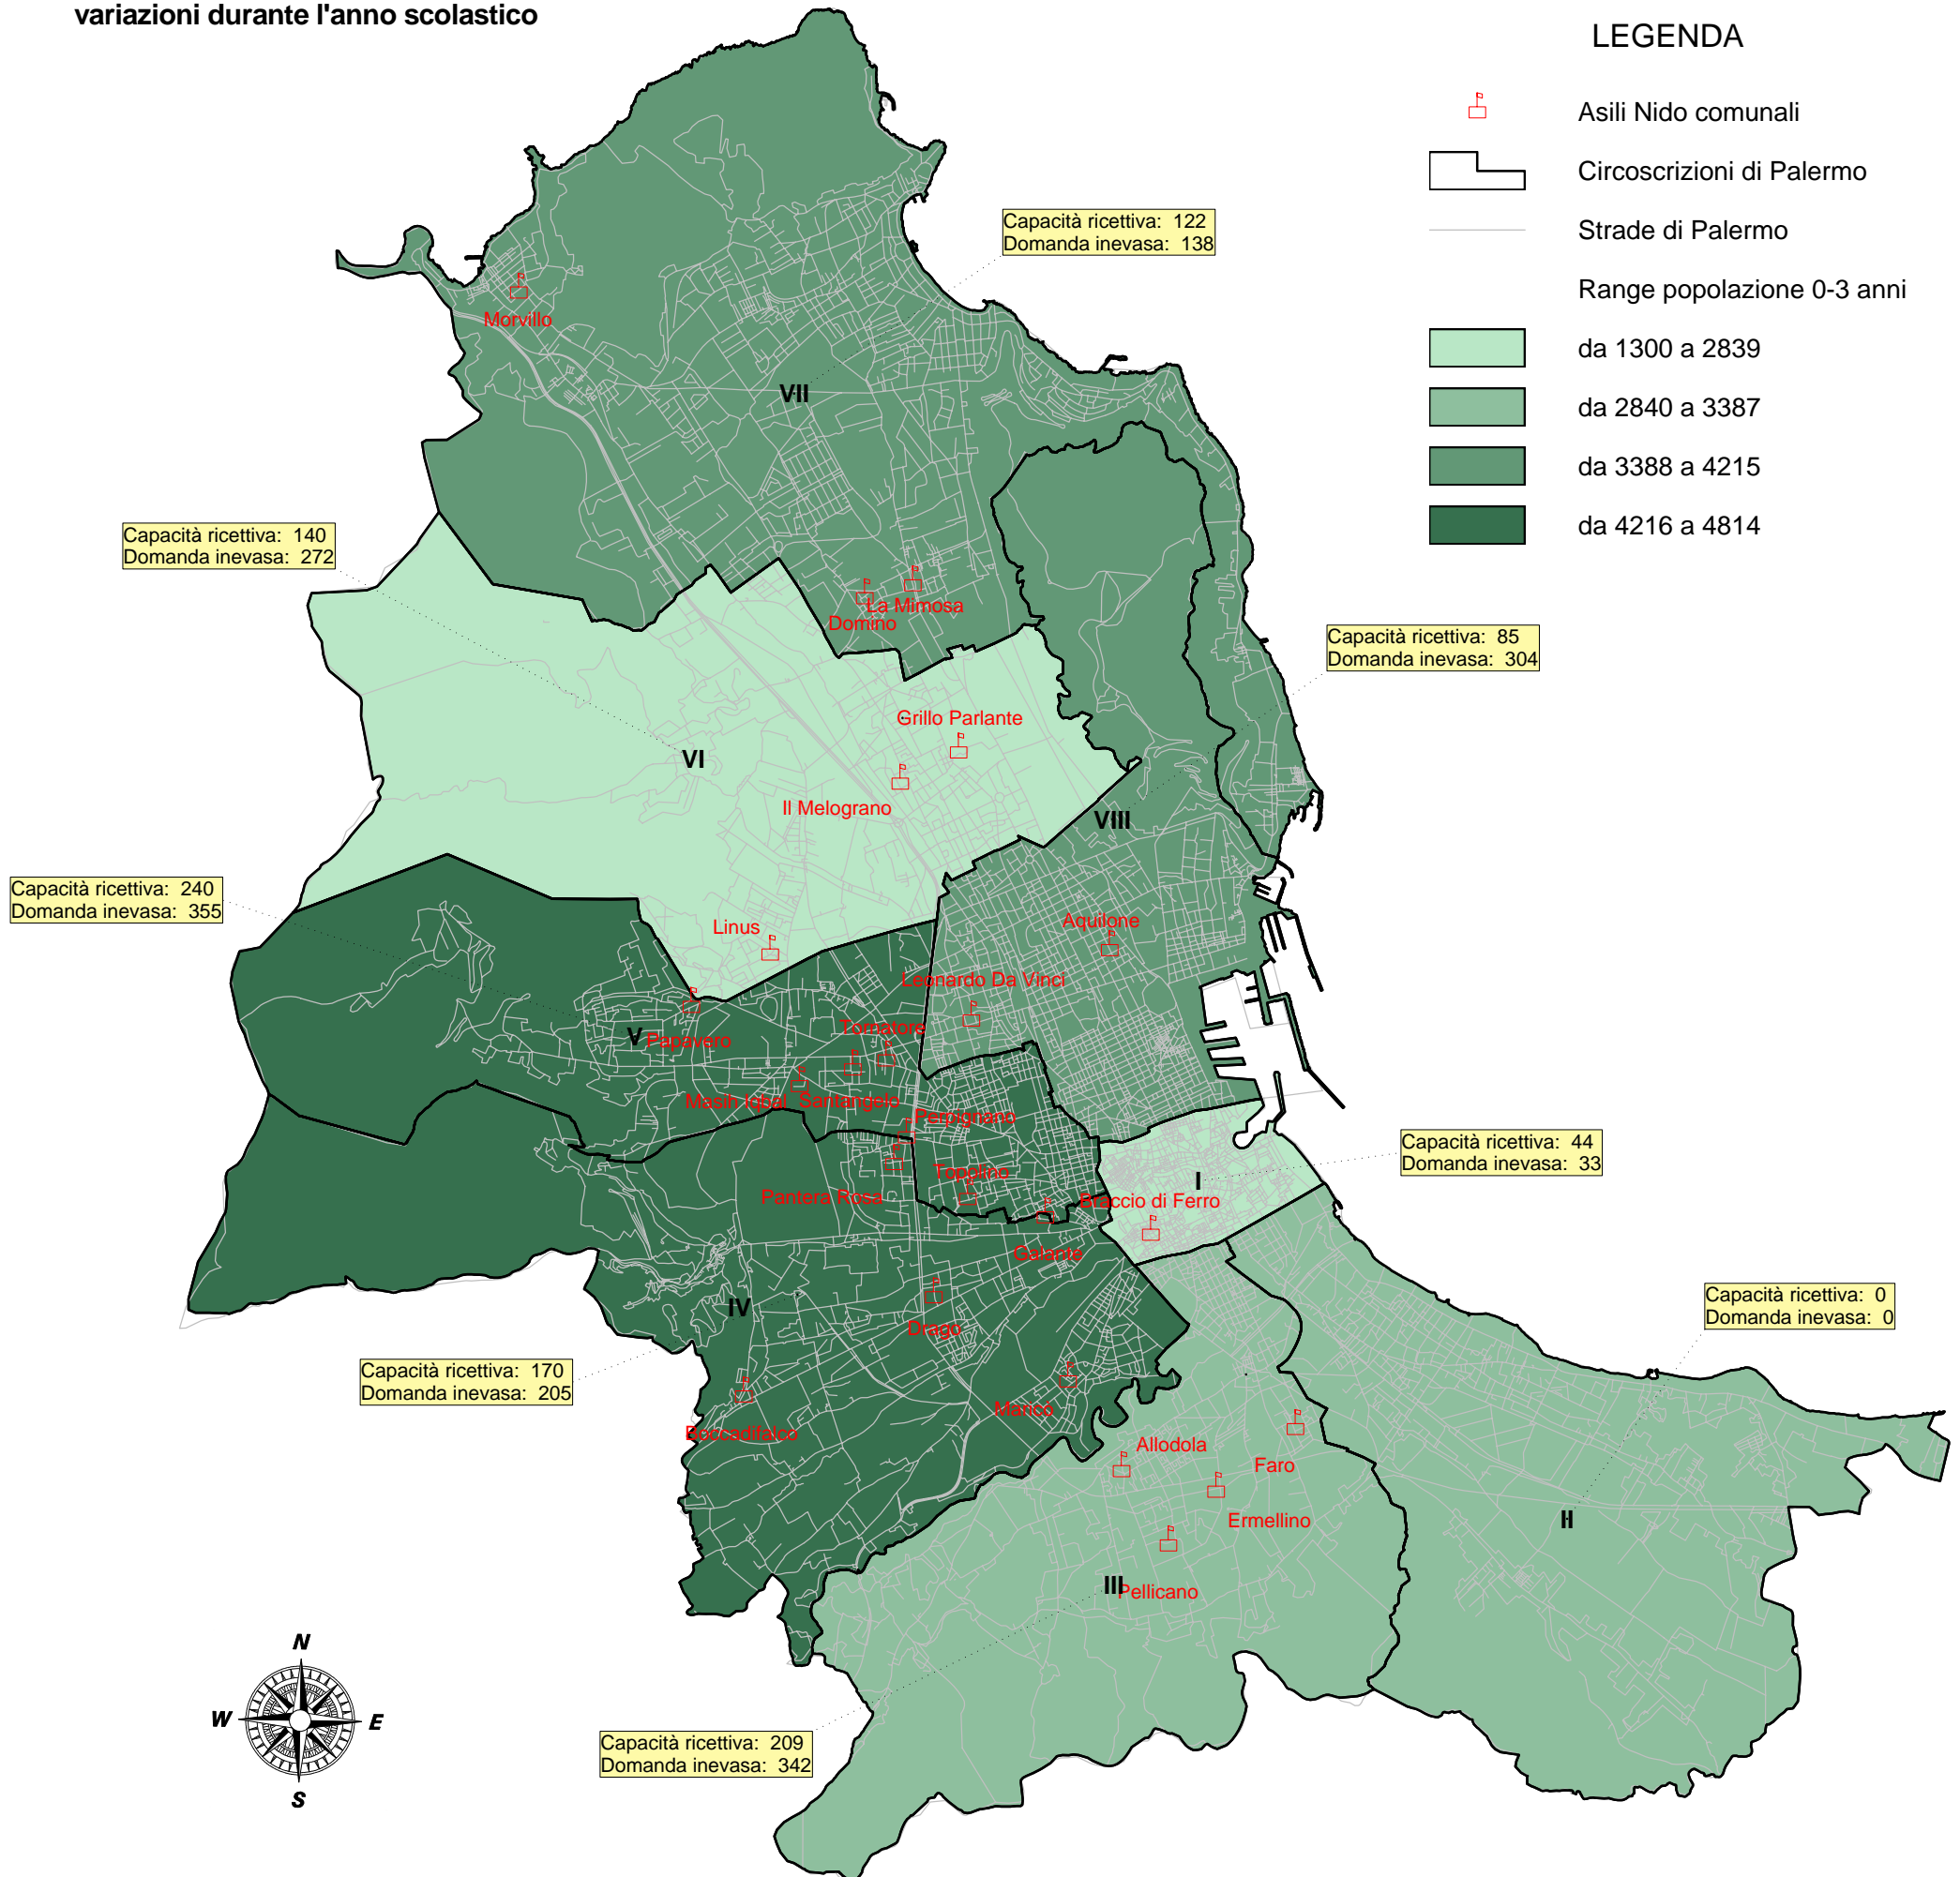 variazioni durante l'anno scolastico
LEGENDA
Asili Nido comunali
Circoscrizioni di Palermo
Strade di Palermo
Range popolazione 0-3 anni
da 1300 a 2839
da 2840 a 3387
da 3388 a 4215
da 4216 a 4814
Capacità ricettiva: 122
Domanda inevasa: 138
Morvillo
VII
Capacità ricettiva: 140
Domanda inevasa: 272
La Mimosa
Domino
Capacità ricettiva: 85
Domanda inevasa: 304
Grillo Parlante
VI
Il Melograno
VIII
Capacità ricettiva: 240
Domanda inevasa: 355
Linus
Aquilone
Leonardo Da Vinci
Tornatore
V
Papavero
Masih Iqbal
Santangelo
Perpignano
Capacità ricettiva: 44
Domanda inevasa: 33
Topolino
I
Pantera Rosa
Braccio di Ferro
Galante
Capacità ricettiva: 0
Domanda inevasa: 0
IV
Drago
Capacità ricettiva: 170
Domanda inevasa: 205
Maricò
Boccadifalco
Allodola
Faro
Ermellino
II
III
Pellicano
N
W
E
S
Capacità ricettiva: 209
Domanda inevasa: 342